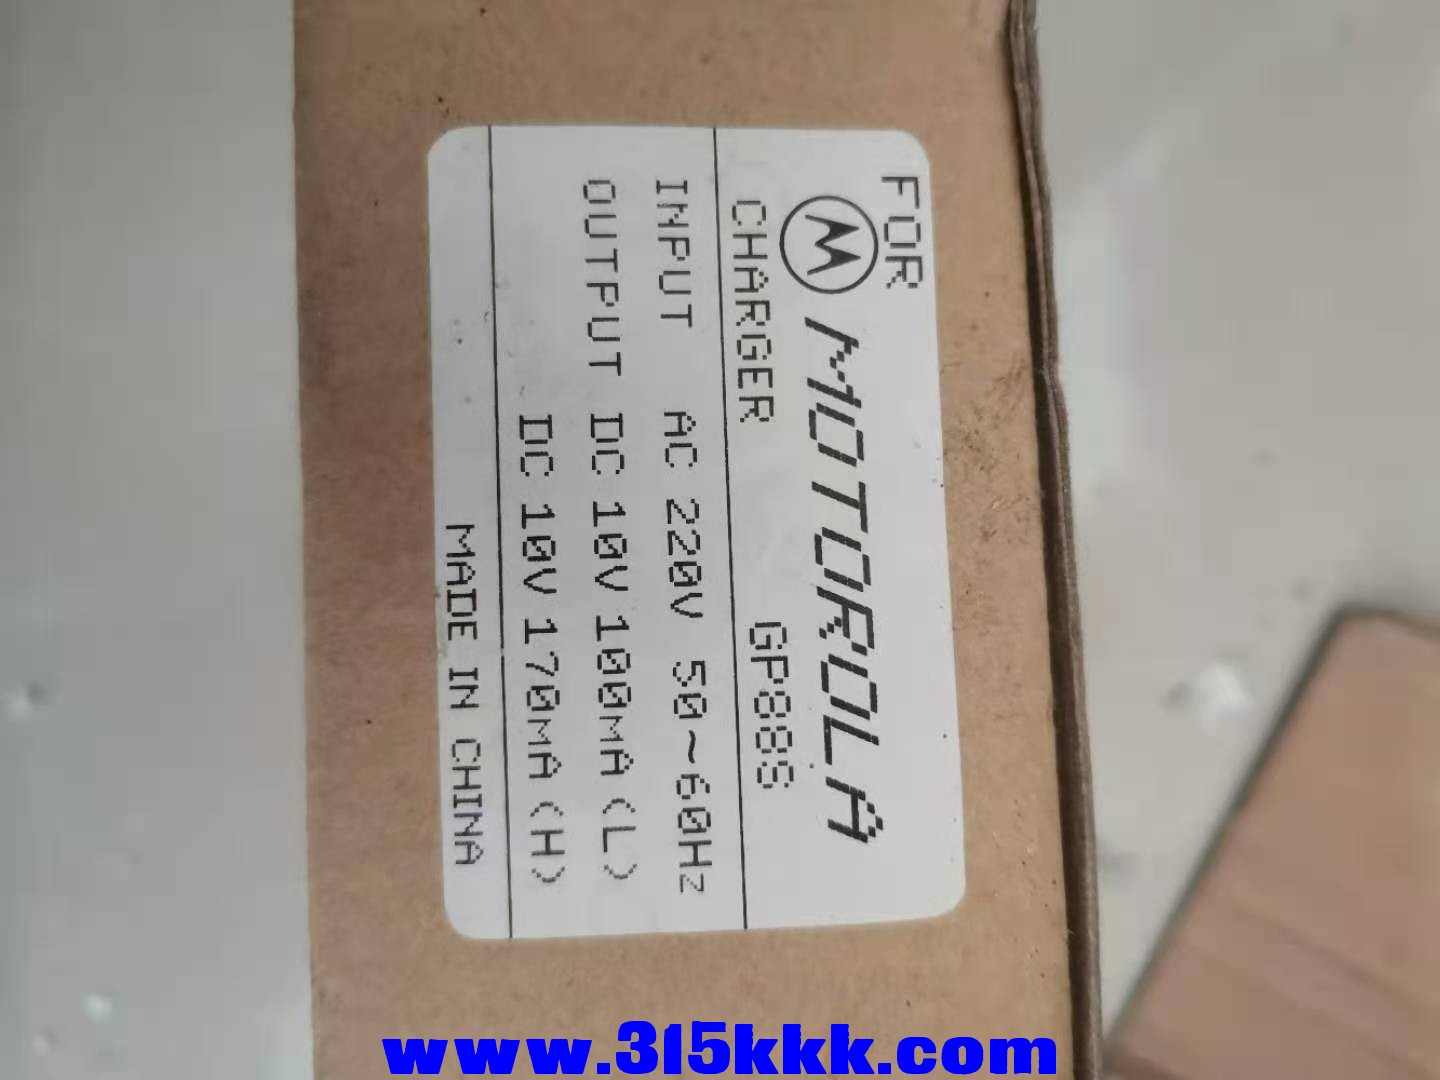 FOR
M MOTOROLA
CHARGER GP88S
INPUT AC 220V 50~60Hz
OUTPUT DC 10V 100mA (L)
DC 10V 170mA (H)
MADE IN CHINA
www.315kkk.com